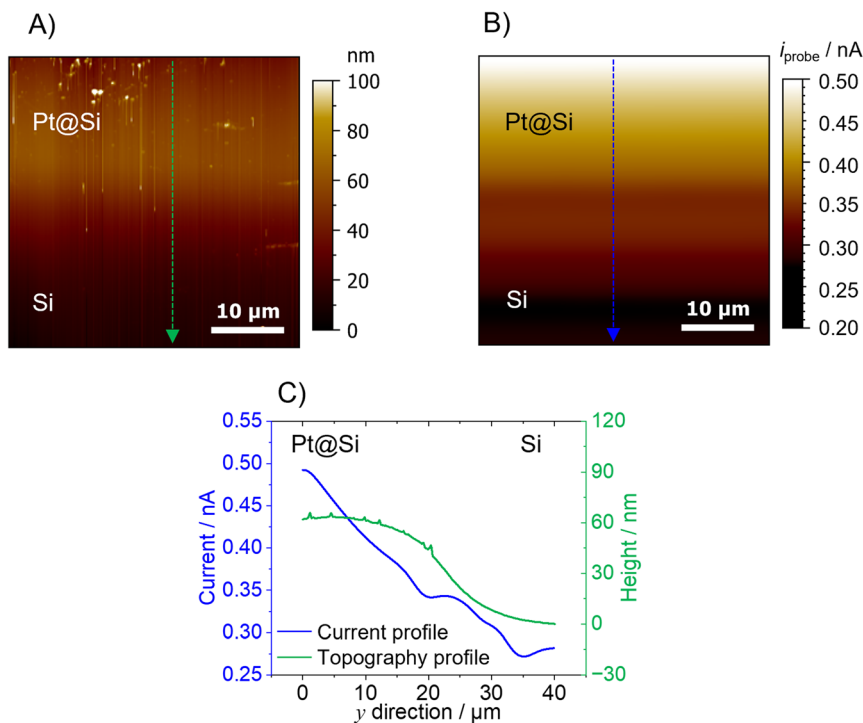 A)
nm
100
80
60
40
20
0
Pt@Si
Si
10 µm
B)
iprobe / nA
0.50
0.45
0.40
0.35
0.30
0.25
0.20
Pt@Si
Si
10 µm
C)
Pt@Si Si
Current / nA
0.55
0.50
0.45
0.40
0.35
0.30
0.25
Height / nm
120
90
60
30
0
−30
Current profile
Topography profile
0 10 20 30 40
y direction / µm